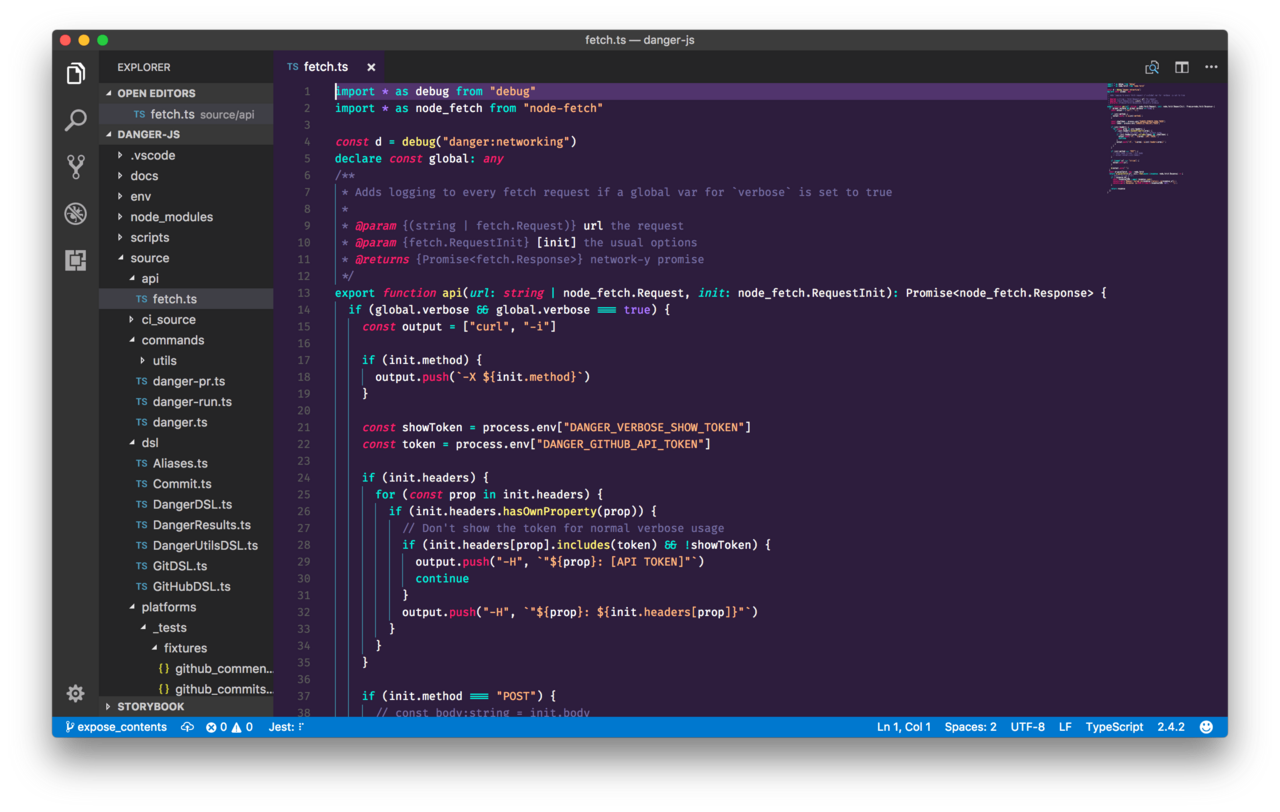 fetch.ts — danger-js
EXPLORER
OPEN EDITORS
TS fetch.ts source/api
DANGER-JS
.vscode
docs
env
node_modules
scripts
source
api
TS fetch.ts
ci_source
commands
utils
TS danger-pr.ts
TS danger-run.ts
TS danger.ts
dsl
TS Aliases.ts
TS Commit.ts
TS DangerDSL.ts
TS DangerResults.ts
TS DangerUtilsDSL.ts
TS GitDSL.ts
TS GitHubDSL.ts
platforms
_tests
fixtures
{} github_commen...
{} github_commits...
STORYBOOK
TS fetch.ts ×
1 import * as debug from "debug"
2 import * as node_fetch from "node-fetch"
3
4 const d = debug("danger:networking")
5 declare const global: any
6 /**
7 * Adds logging to every fetch request if a global var for `verbose` is set to true
8 *
9 * @param {(string | fetch.Request)} url the request
10 * @param {fetch.RequestInit} [init] the usual options
11 * @returns {Promise<fetch.Response>} network-y promise
12 */
13 export function api(url: string | node_fetch.Request, init: node_fetch.RequestInit): Promise<node_fetch.Response> {
14 if (global.verbose && global.verbose === true) {
15 const output = ["curl", "-i"]
16
17 if (init.method) {
18 output.push(`-X ${init.method}`)
19 }
20
21 const showToken = process.env["DANGER_VERBOSE_SHOW_TOKEN"]
22 const token = process.env["DANGER_GITHUB_API_TOKEN"]
23
24 if (init.headers) {
25 for (const prop in init.headers) {
26 if (init.headers.hasOwnProperty(prop)) {
27 // Don't show the token for normal verbose usage
28 if (init.headers[prop].includes(token) && !showToken) {
29 output.push("-H", `"${prop}: [API TOKEN]"`)
30 continue
31 }
32 output.push("-H", `"${prop}: ${init.headers[prop]}"`)
33 }
34 }
35 }
36
37 if (init.method === "POST") {
38 // const body:string = init.body
expose_contents 0 0 Jest: Ln 1, Col 1 Spaces: 2 UTF-8 LF TypeScript 2.4.2